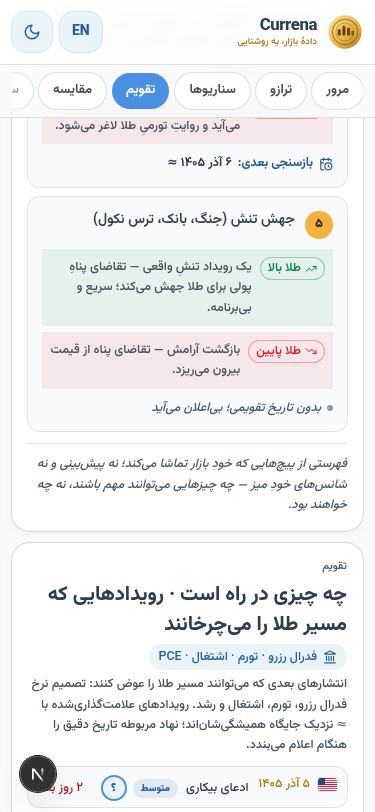 Currena
دادهٔ بازار، به روشنایی
EN
مرور
ترازو
سناریوها
تقویم
مقایسه
می‌آید و روایتِ تورمیِ طلا لاغر می‌شود.
بازسنجی بعدی: ۶ آذر ۱۴۰۵ ≈
۵
جهش تنش (جنگ، بانک، ترس نکول)
طلا بالا
یک رویداد تنشِ واقعی — تقاضای پناهِ
پولی برای طلا جهش می‌کند؛ سریع و
بی‌برنامه.
طلا پایین
بازگشت آرامش — تقاضای پناه از قیمت
بیرون می‌ریزد.
بدون تاریخ تقویمی؛ بی‌اعلان می‌آید
فهرستی از پیچ‌هایی که خودِ بازار تماشا می‌کند؛ نه پیش‌بینی و نه
شانس‌های خودِ میز — چه چیزهایی می‌توانند مهم باشند، نه چه
خواهند بود.
تقویم
چه چیزی در راه است · رویدادهایی که
مسیر طلا را می‌چرخانند
فدرال رزرو · تورم · اشتغال · PCE
انتشارهای بعدی که می‌توانند مسیر طلا را عوض کنند: تصمیم نرخ
فدرال رزرو، تورم، اشتغال و رشد. رویدادهای علامت‌گذاری‌شده با
≈ نزدیک جایگاه همیشگی‌شان‌اند؛ نهاد مربوطه تاریخ دقیق را
هنگام اعلام می‌بندد.
۵ آذر ۱۴۰۵
ادعای بیکاری
متوسط
؟
۲ روز
N